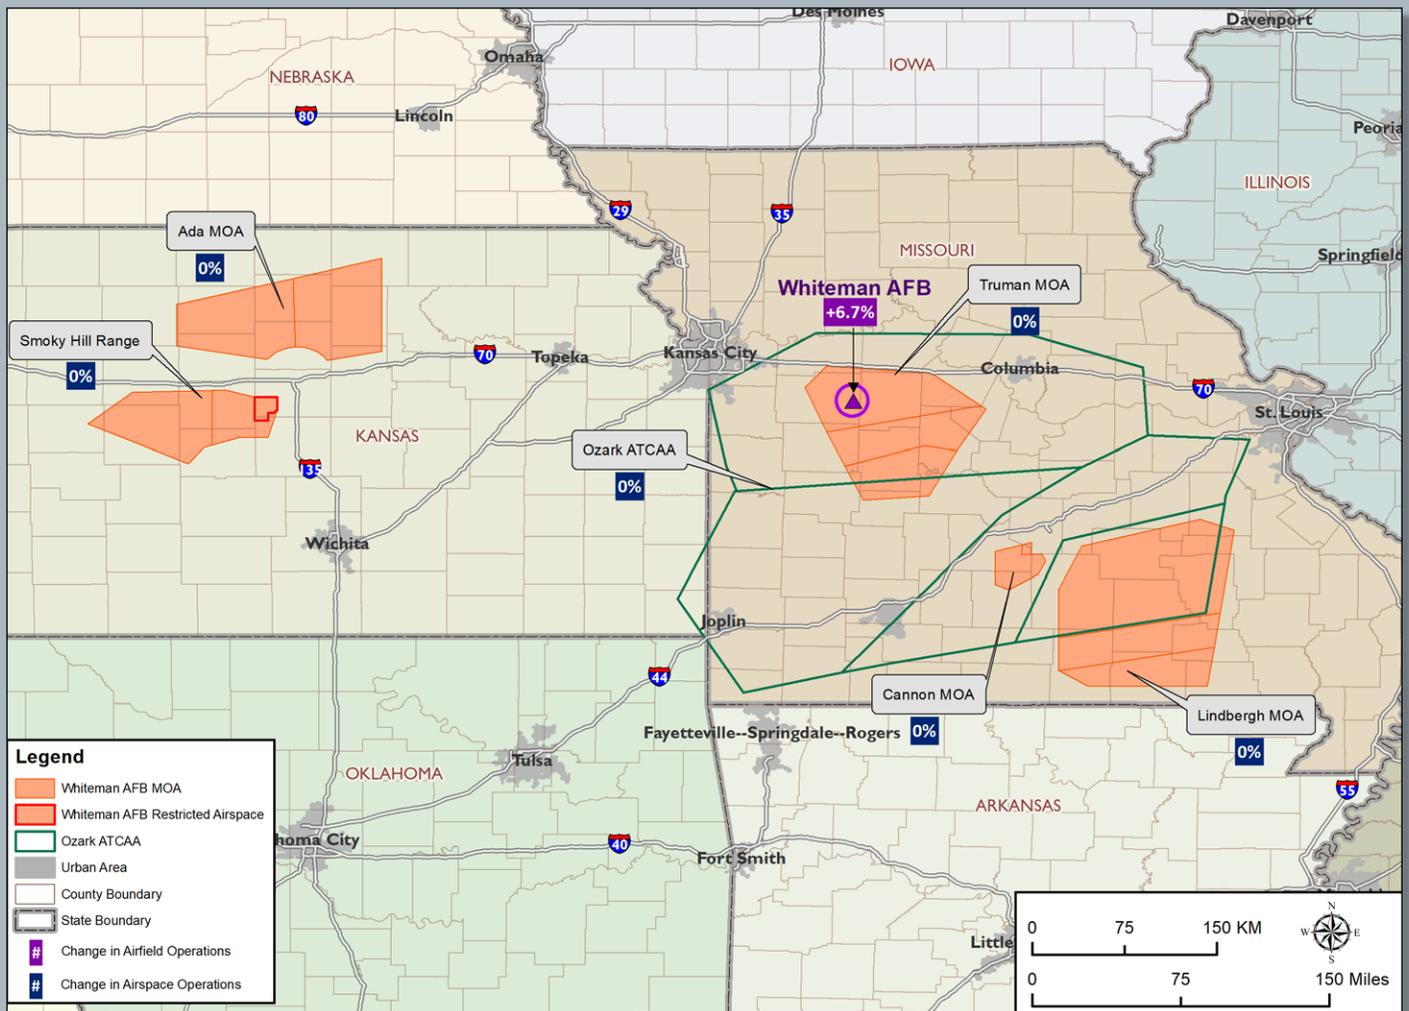 Des Moines
Davenport
Omaha
NEBRASKA
IOWA
80
Lincoln
Peoria
ILLINOIS
29
35
Ada MOA
0%
MISSOURI
Springfield
Whiteman AFB
+6.7%
Truman MOA
0%
Smoky Hill Range
0%
70
Topeka
Kansas City
Columbia
70
St. Louis
KANSAS
Ozark ATCAA
0%
135
Wichita
Joplin
44
Cannon MOA
0%
Lindbergh MOA
0%
Fayetteville--Springdale--Rogers
Tulsa
OKLAHOMA
ARKANSAS
55
homa City
40
Fort Smith
Little
Legend
Whiteman AFB MOA
Whiteman AFB Restricted Airspace
Ozark ATCAA
Urban Area
County Boundary
State Boundary
# Change in Airfield Operations
# Change in Airspace Operations
N
W E
S
0 75 150 KM
0 75 150 Miles